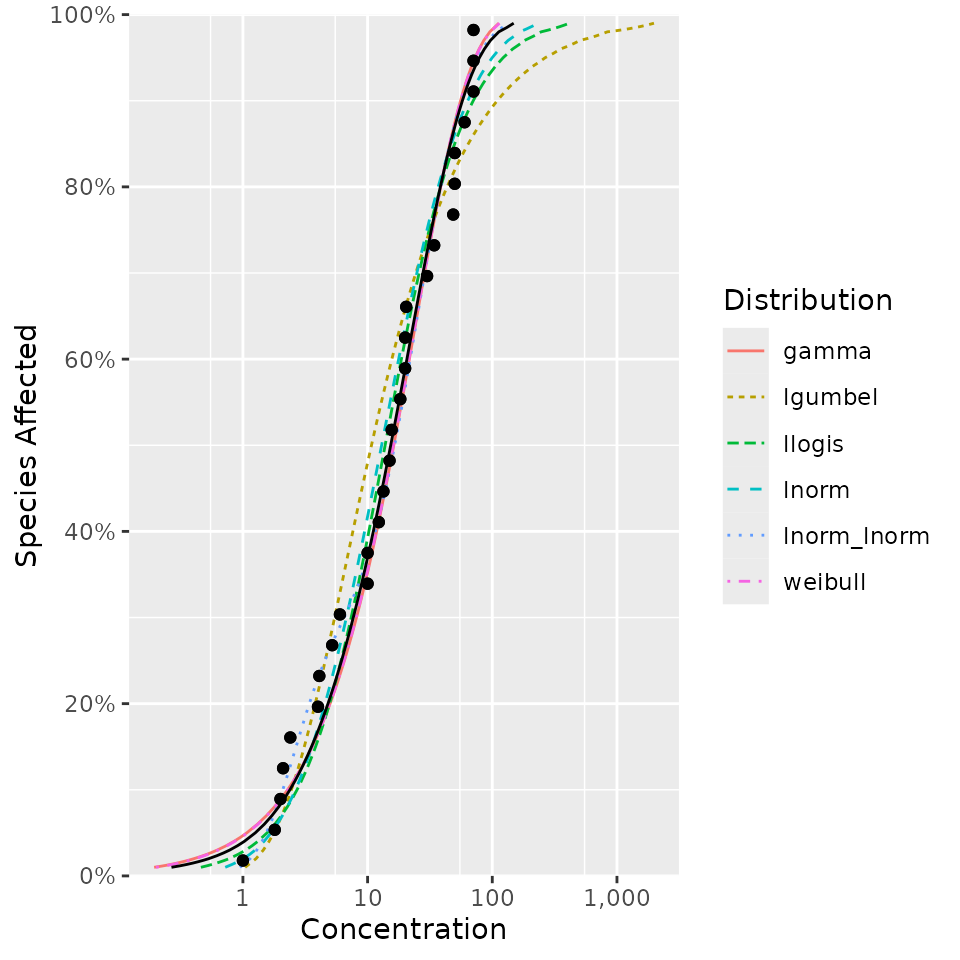 100%
80%
60%
40%
20%
0%
Species Affected
1
10
100
1,000
Concentration
Distribution
gamma
lgumbel
llogis
lnorm
lnorm_lnorm
weibull